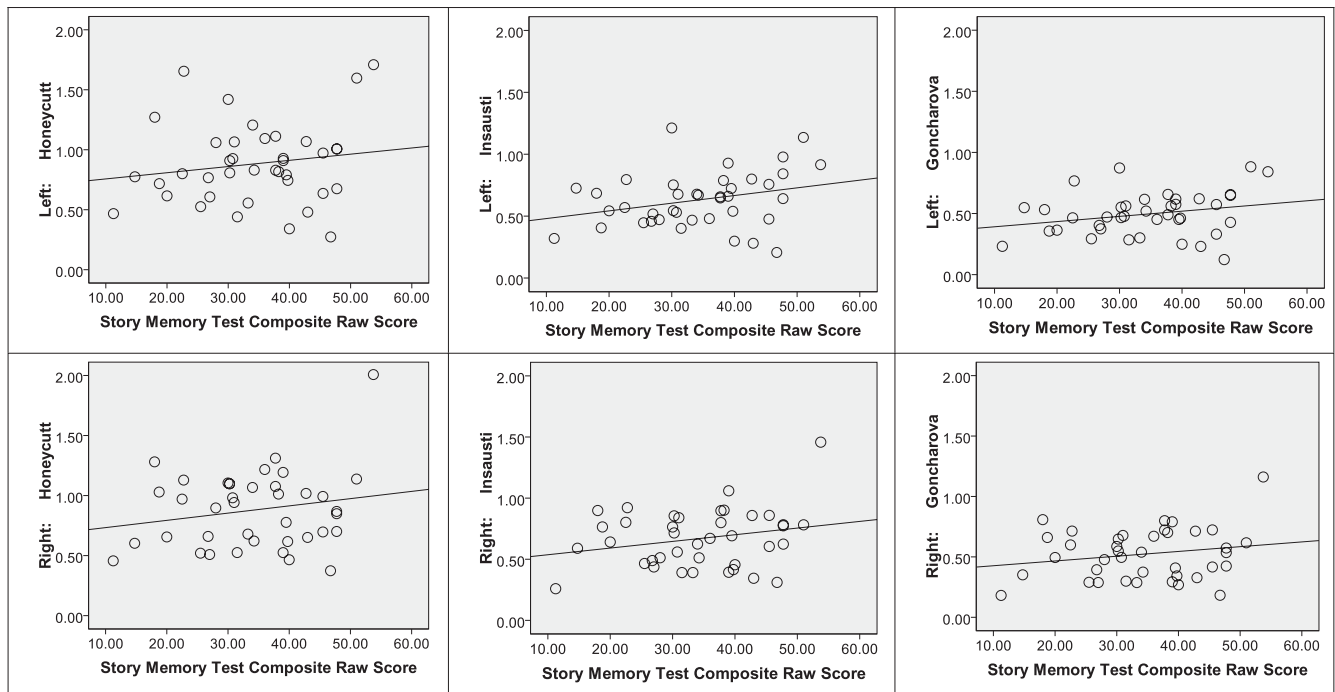 2.00
1.50
1.00
0.50
0.00
Left: Honeycutt
10.00 20.00 30.00 40.00 50.00 60.00
Story Memory Test Composite Raw Score
2.00
1.50
1.00
0.50
0.00
Left: Insausti
10.00 20.00 30.00 40.00 50.00 60.00
Story Memory Test Composite Raw Score
2.00
1.50
1.00
0.50
0.00
Left: Goncharova
10.00 20.00 30.00 40.00 50.00 60.00
Story Memory Test Composite Raw Score
2.00
1.50
1.00
0.50
0.00
Right: Honeycutt
10.00 20.00 30.00 40.00 50.00 60.00
Story Memory Test Composite Raw Score
2.00
1.50
1.00
0.50
0.00
Right: Insausti
10.00 20.00 30.00 40.00 50.00 60.00
Story Memory Test Composite Raw Score
2.00
1.50
1.00
0.50
0.00
Right: Goncharova
10.00 20.00 30.00 40.00 50.00 60.00
Story Memory Test Composite Raw Score